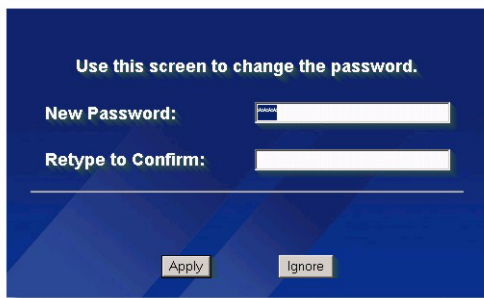 Use this screen to change the password.
New Password: ****
Retype to Confirm:
Apply Ignore